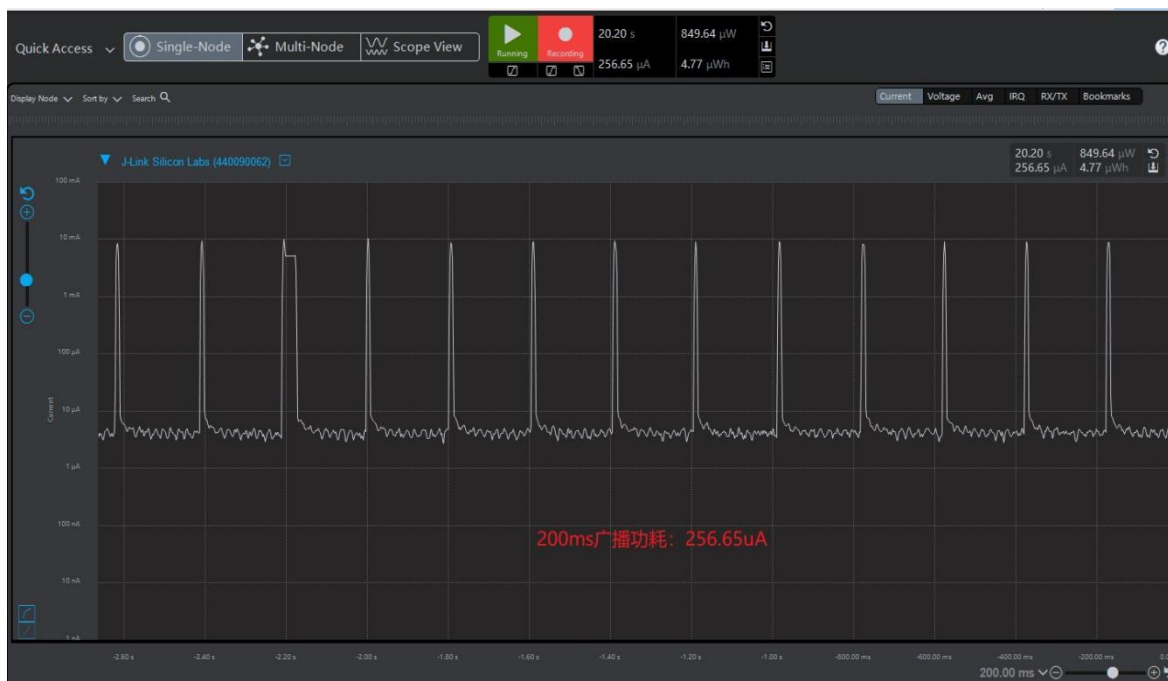 Quick Access Single-Node Multi-Node Scope View Running Recording 20.20 s 849.64 µW
256.65 µA 4.77 µWh
Display Node Sort by Search Current Voltage Avg IRQ RX/TX Bookmarks
J-Link Silicon Labs (440090062) 20.20 s 849.64 µW
256.65 µA 4.77 µWh
100 mA
10 mA
1 mA
100 µA
10 µA
Current
1 µA
100 nA
200ms广播功耗：256.65uA
10 nA
1 nA
-2.60 s -2.40 s -2.20 s -2.00 s -1.80 s -1.60 s -1.40 s -1.20 s -1.00 s -800.00 ms -600.00 ms -400.00 ms -200.00 ms
200.00 ms